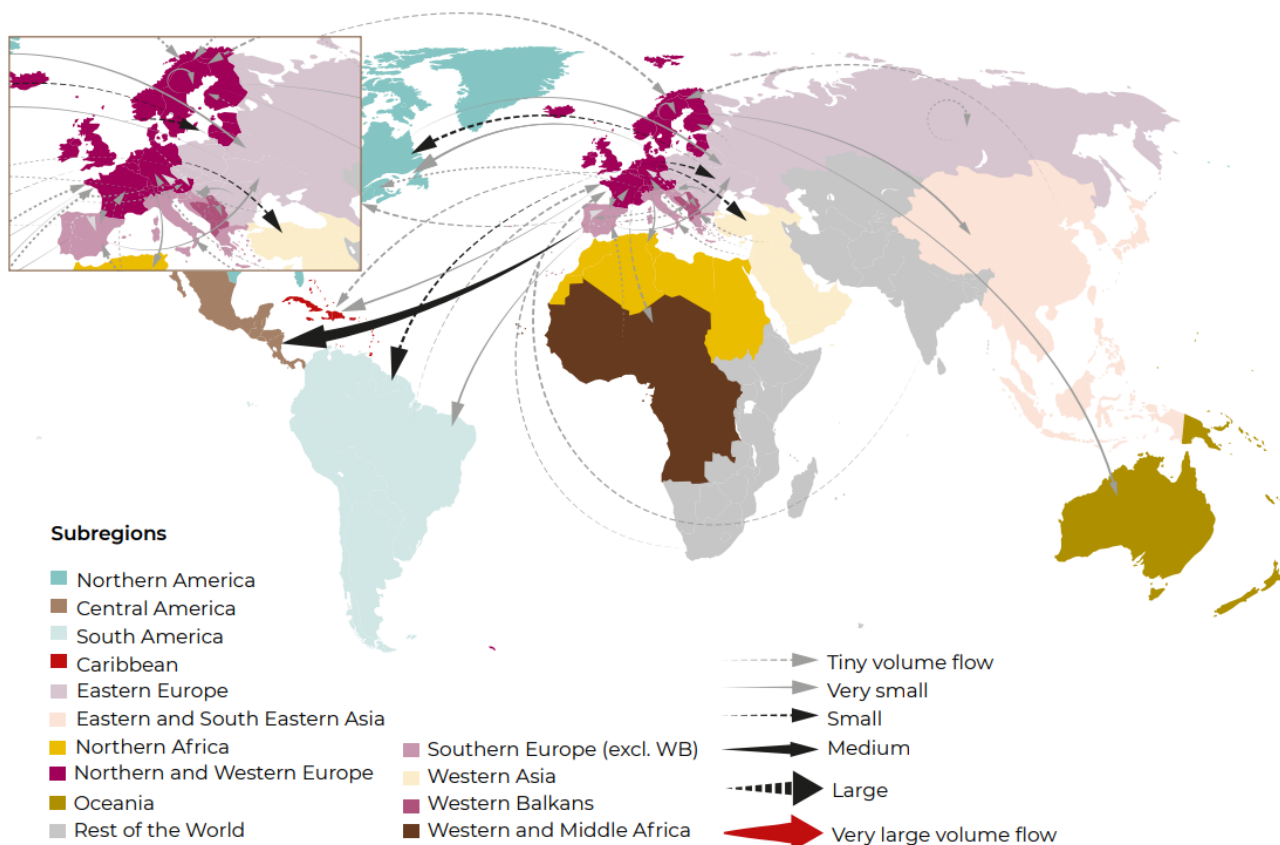 Subregions
Northern America
Central America
South America
Caribbean
Eastern Europe
Eastern and South Eastern Asia
Northern Africa
Northern and Western Europe
Oceania
Rest of the World
Southern Europe (excl. WB)
Western Asia
Western Balkans
Western and Middle Africa
Tiny volume flow
Very small
Small
Medium
Large
Very large volume flow